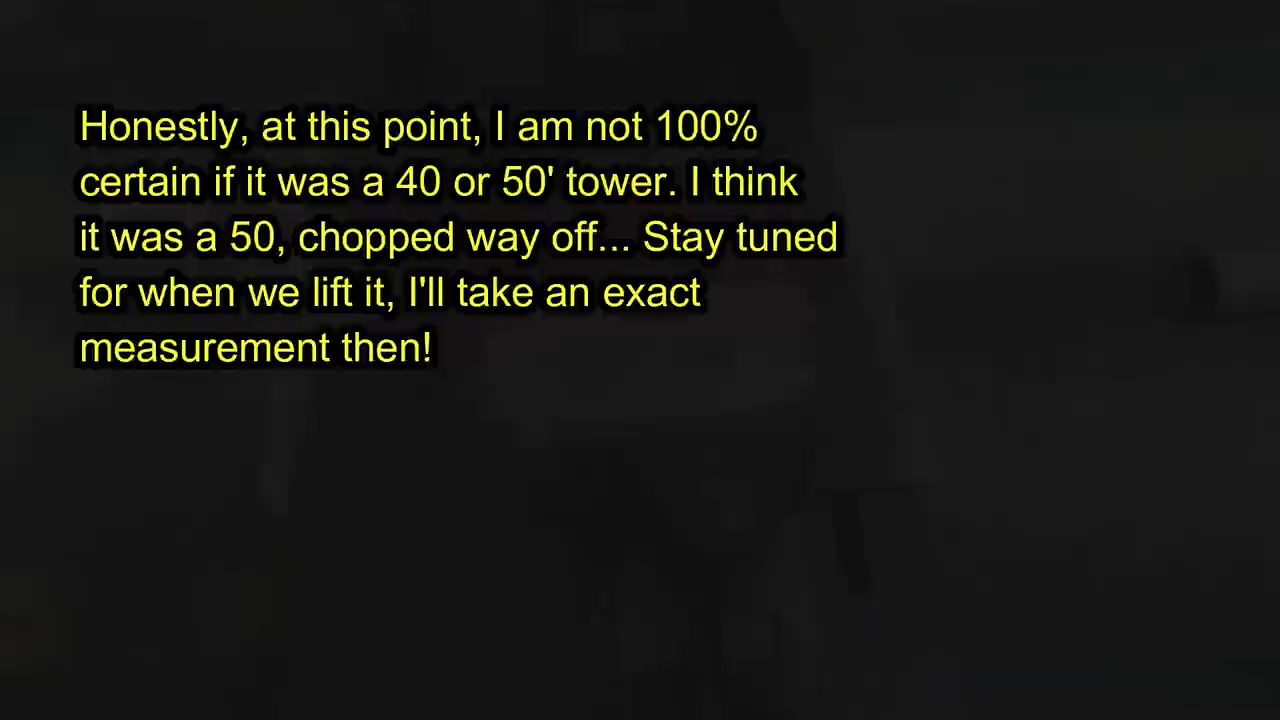 Honestly, at this point, I am not 100%
certain if it was a 40 or 50' tower. I think
it was a 50, chopped way off... Stay tuned
for when we lift it, I'll take an exact
measurement then!